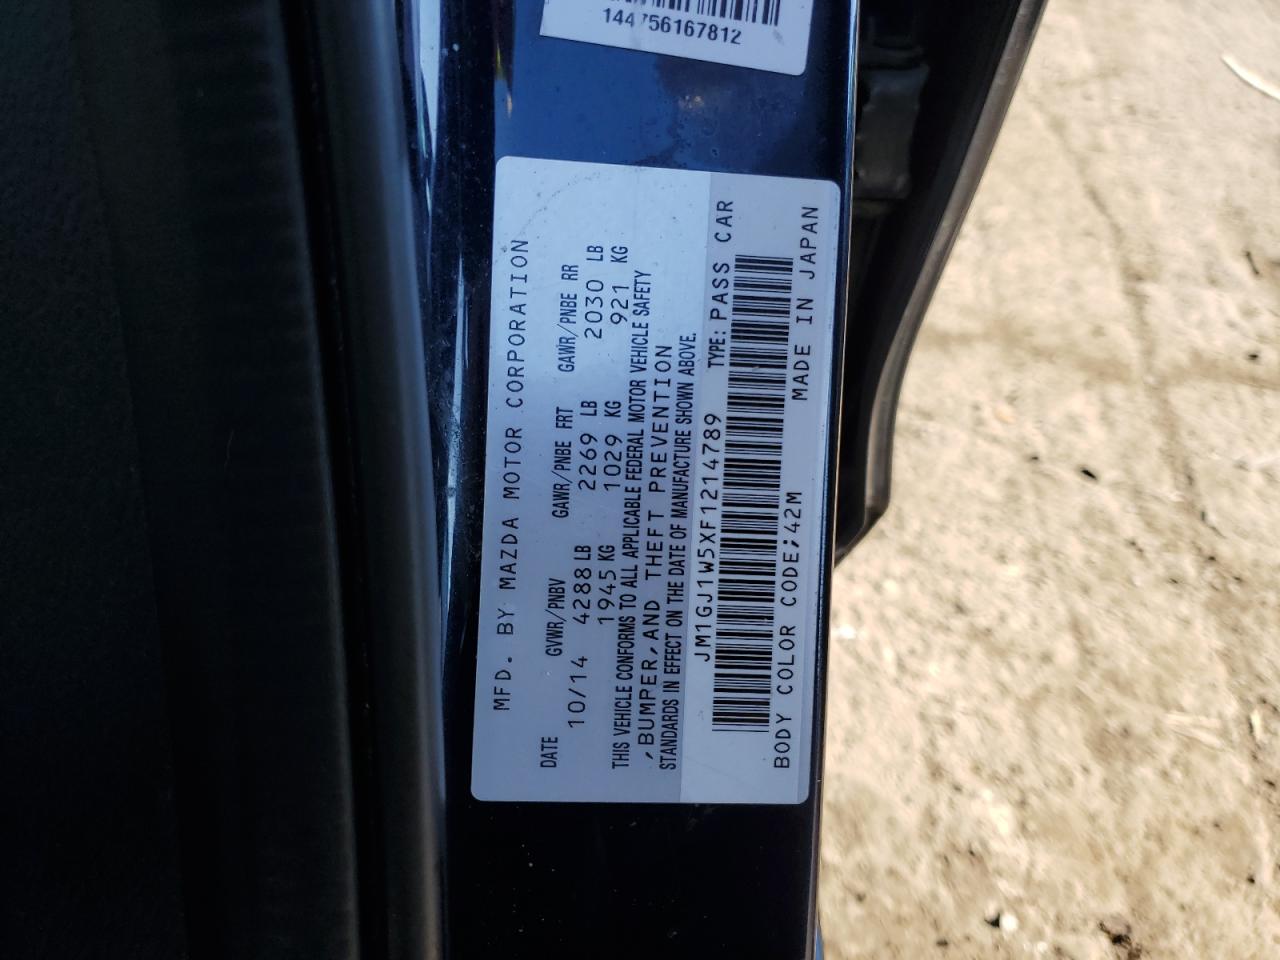 144756167812
MFD. BY MAZDA MOTOR CORPORATION
DATE GVWR/PNBV GAWR/PNBE FRT GAWR/PNBE RR
10/14 4288 LB 2269 LB 2030 LB
1945 KG 1029 KG 921 KG
THIS VEHICLE CONFORMS TO ALL APPLICABLE FEDERAL MOTOR VEHICLE SAFETY
,BUMPER,AND THEFT PREVENTION
STANDARDS IN EFFECT ON THE DATE OF MANUFACTURE SHOWN ABOVE.
JM1GJ1W5XF1214789 TYPE: PASS CAR
BODY COLOR CODE;42M MADE IN JAPAN